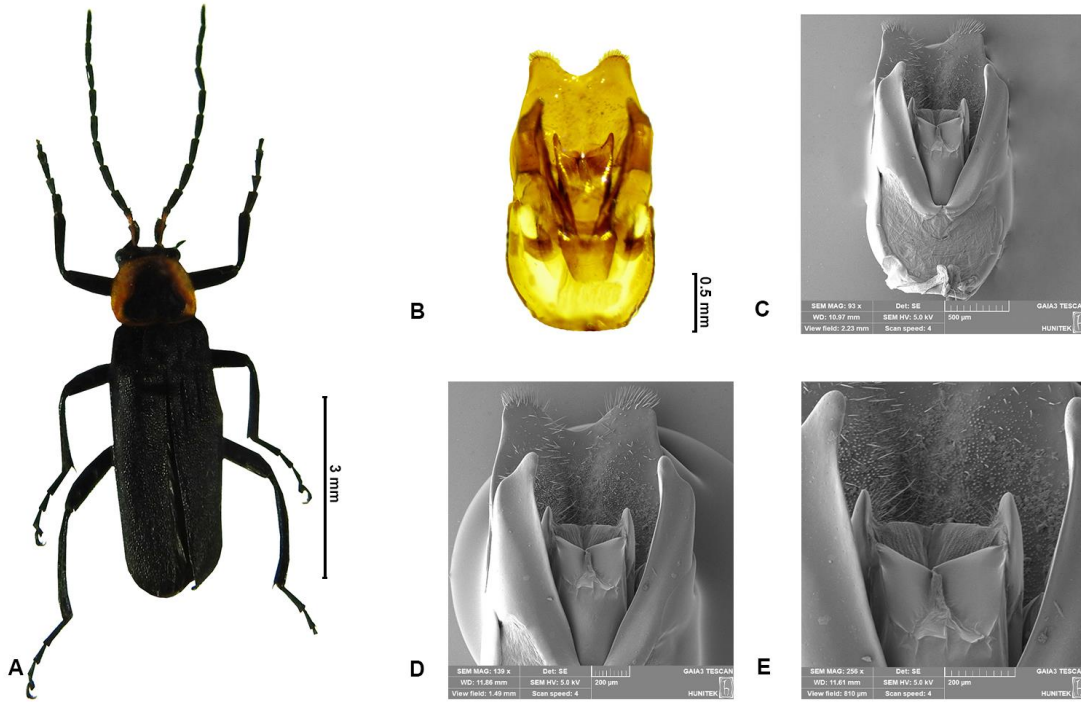 A
3 mm
B
0.5 mm
C
SEM MAG: 93 x
Det: SE
WD: 10.97 mm
SEM HV: 5.0 kV
500 µm
View field: 2.23 mm
Scan speed: 4
GAIA3 TESCA
HUNITEK
D
SEM MAG: 139 x
Det: SE
WD: 11.86 mm
SEM HV: 5.0 kV
200 µm
View field: 1.49 mm
Scan speed: 4
GAIA3 TESCAN
HUNITEK
E
SEM MAG: 256 x
Det: SE
WD: 11.61 mm
SEM HV: 5.0 kV
200 µm
View field: 810 µm
Scan speed: 4
GAIA3 TESCA
HUNITEK